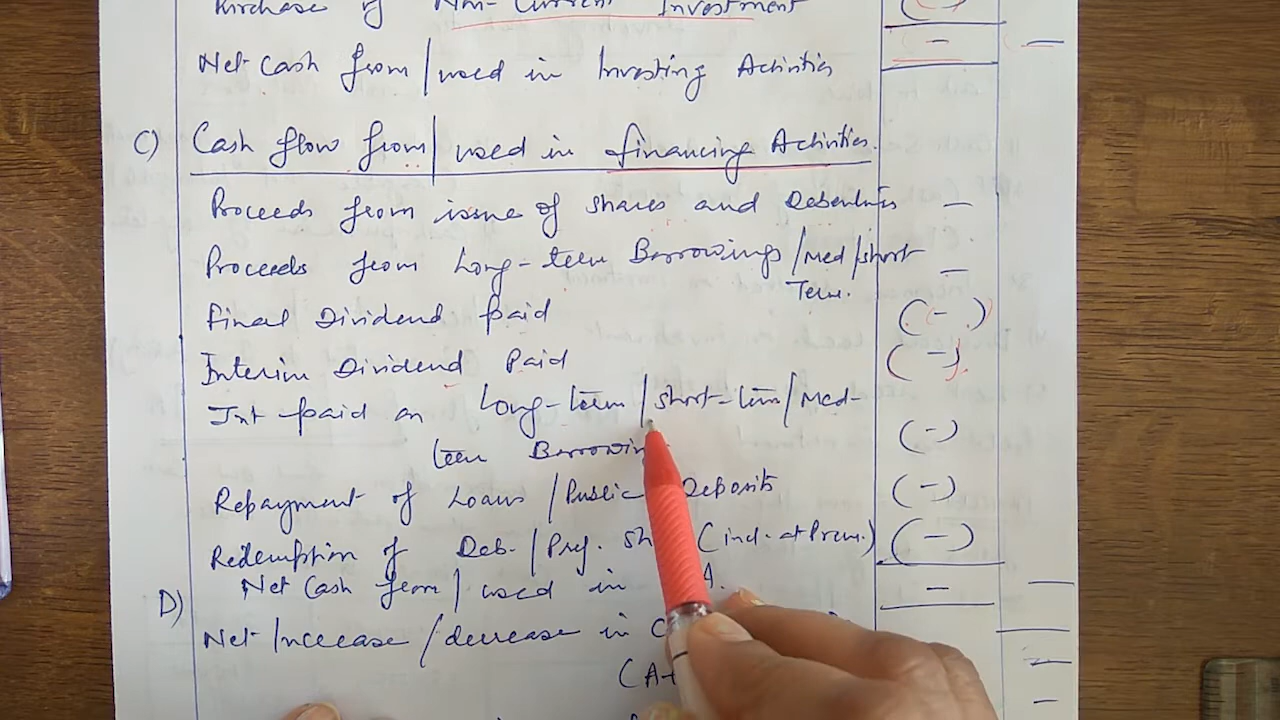 Purchase of Non-Current Investment (-)
- -
Net Cash from/used in Investing Activities
C) Cash flow from/used in financing Activities.
Proceeds from issue of shares and Debentures -
Proceeds from Long-term Borrowings/Med/short -
Term.
Final Dividend paid (-)
Interim Dividend Paid (-)
Int paid on Long-term/short-term/Med-
term Borrowing (-)
Repayment of Loans/Public Deposits (-)
Redemption of Deb./Pref. sh (incl. at Prem.) (-)
Net Cash from/used in A. - -
D)
Net Increase/decrease in C -
(A+ -